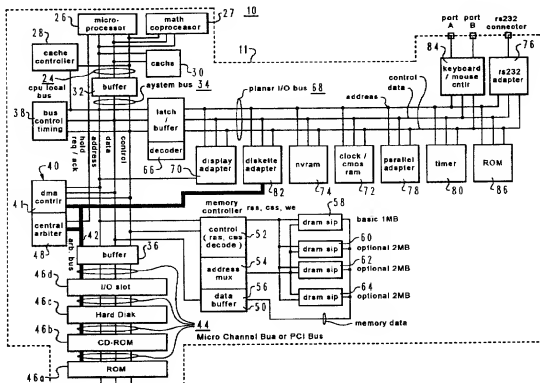 26
micro-
processor
math
coprocessor
27
10
11
28
cache
controller
24
cpu local
bus
cache
30
32
buffer
system bus 34
port
A
port
B
rs232
connector
84
76
keyboard
/ mouse
cntlr
rs232
adapter
planar I/O bus 68
control
data
address
38
bus
control
timing
latch
/
buffer
decoder
66
hold
req / ack
address
data
control
display
adapter
70
diskette
adapter
82
nvram
74
clock /
cmos
ram
72
parallel
adapter
78
timer
80
ROM
86
40
dma
contrlr
41
central
arbiter
48
42
arb bus
memory
controller
ras, cas, we
control
( ras, cas
decode )
52
address
mux
54
data
buffer
56
50
58
dram sip
basic 1MB
60
dram sip
optional 2MB
62
dram sip
optional 2MB
64
dram sip
optional 2MB
memory data
buffer
36
46d
I/O slot
46c
Hard Disk
44
46b
CD-ROM
Micro Channel Bus or PCI Bus
46a
ROM